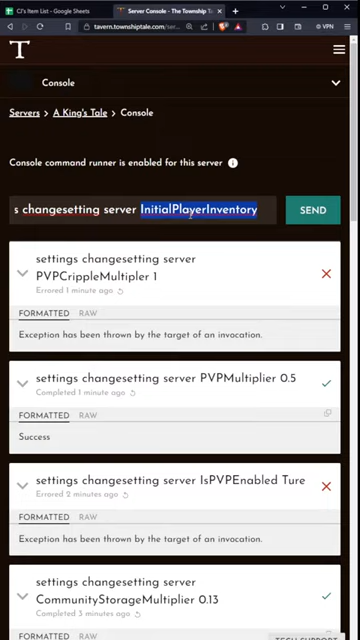 CJ's Item List - Google Sheets
Server Console - The Township T
tavern.townshiptale.com/serve
VPN
T
Console
Servers > A King's Tale > Console
Console command runner is enabled for this server
s changesetting server InitialPlayerInventory
SEND
settings changesetting server
PVPCrippleMultipler 1
Errored 1 minute ago
FORMATTED RAW
Exception has been thrown by the target of an invocation.
settings changesetting server PVPMultiplier 0.5
Completed 1 minute ago
FORMATTED RAW
Success
settings changesetting server IsPVPEnabled Ture
Errored 2 minutes ago
FORMATTED RAW
Exception has been thrown by the target of an invocation.
settings changesetting server
CommunityStorageMultiplier 0.13
Completed 3 minutes ago
FORMATTED RAW
TECH SUPPORT